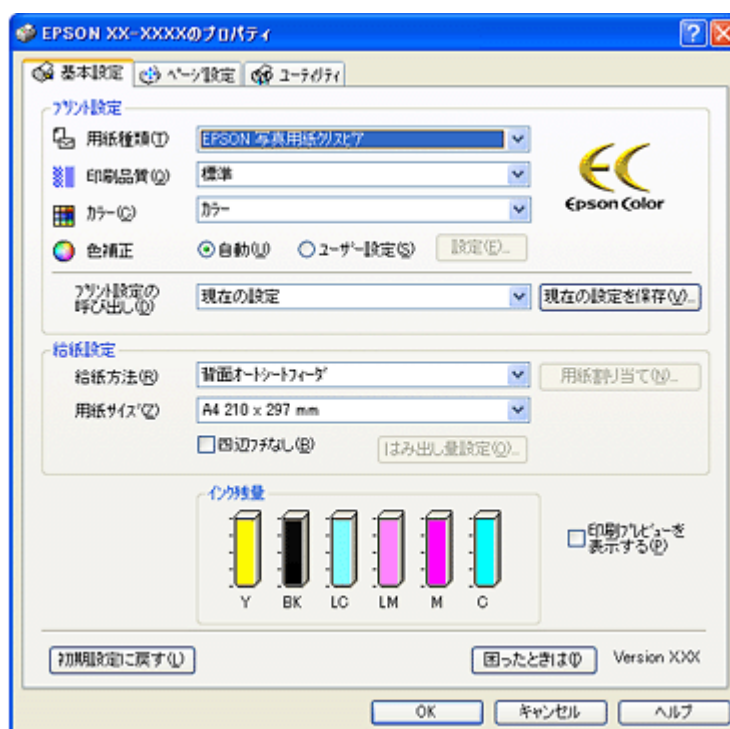 EPSON XX-XXXXのプロパティ
基本設定 ページ設定 ユーティリティ
プリント設定
用紙種類(T) EPSON 写真用紙クリスピア
印刷品質(Q) 標準
カラー(C) カラー
Epson Color
色補正 自動(U) ユーザー設定(S) 設定(E)...
プリント設定の
呼び出し(D) 現在の設定 現在の設定を保存(V)...
給紙設定
給紙方法(R) 背面オートシートフィーダ 用紙割り当て(N)...
用紙サイズ(Z) A4 210 x 297 mm
四辺フチなし(B) はみ出し量設定(O)...
インク残量
Y BK LC LM M C
印刷プレビューを
表示する(P)
初期設定に戻す(L) 困ったときは(I) Version X.XX
OK キャンセル ヘルプ